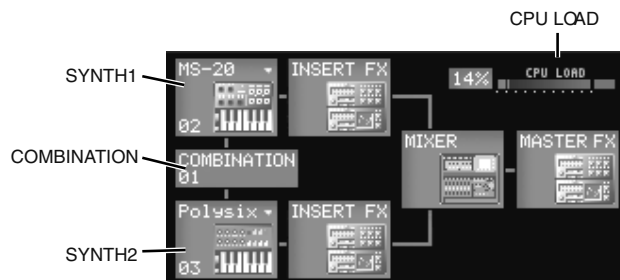 CPU LOAD
SYNTH1
MS-20
INSERT FX
14%
CPU LOAD
02
COMBINATION
COMBINATION
01
MIXER
MASTER FX
Polysix
INSERT FX
SYNTH2
03